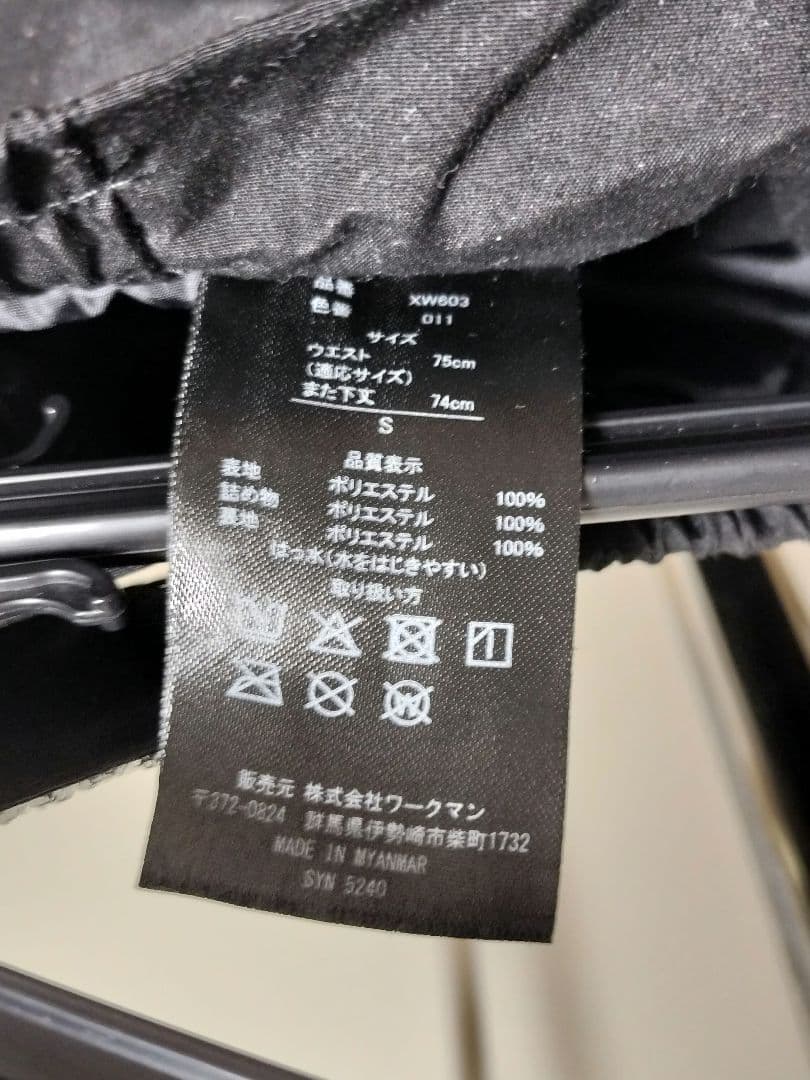 品番 XW603
色番 011
サイズ
ウエスト 75cm
(適応サイズ)
また下丈 74cm
S
品質表示
表地 ポリエステル 100%
詰め物 ポリエステル 100%
裏地 ポリエステル 100%
はっ水(水をはじきやすい)
取り扱い方
W
販売元 株式会社ワークマン
〒372-0824 群馬県伊勢崎市柴町1732
MADE IN MYANMAR
SYN 5240